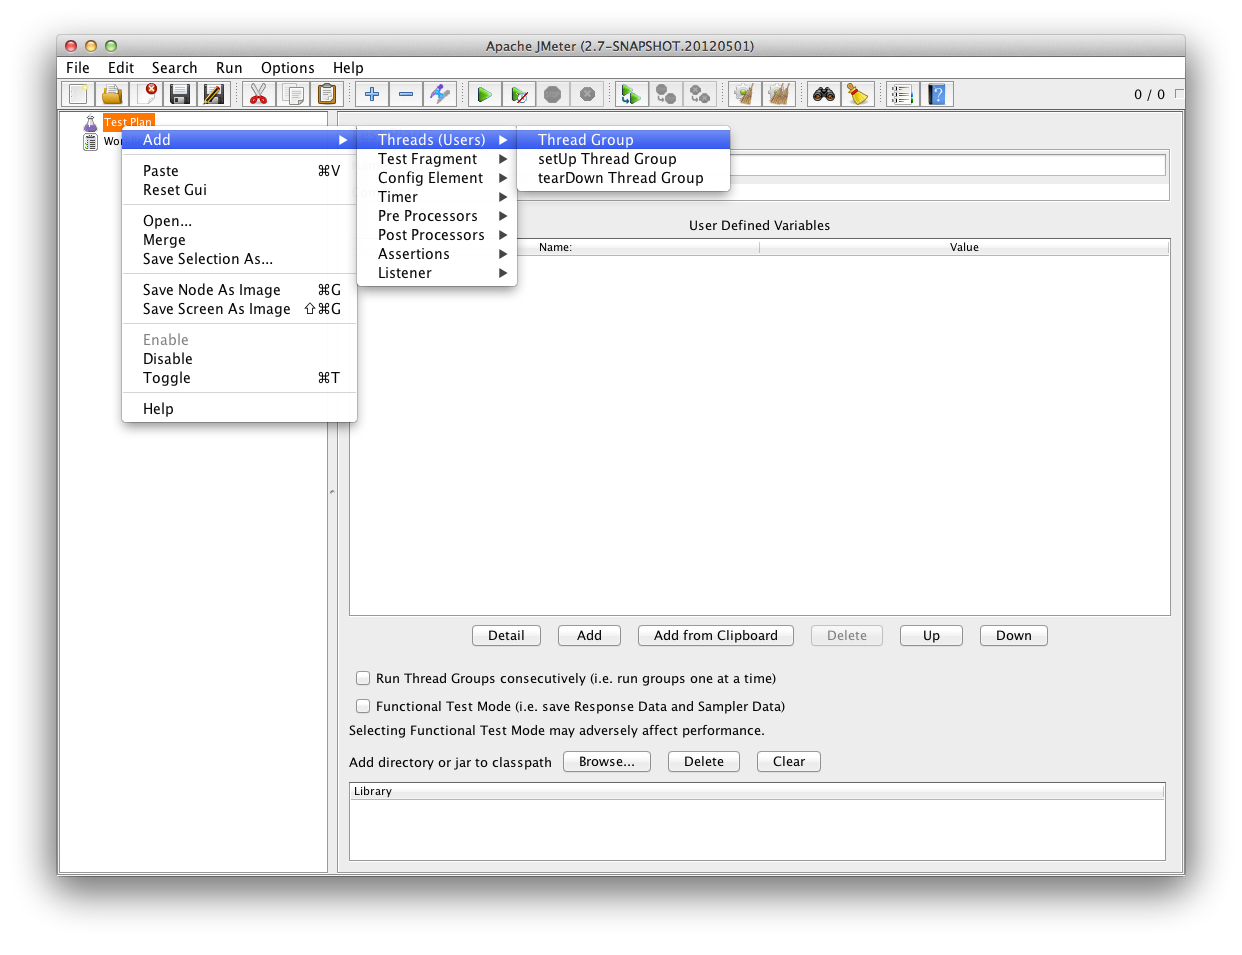 Apache JMeter (2.7-SNAPSHOT.20120501)
File Edit Search Run Options Help
0 / 0
Test Plan
Add
Paste ⌘V
Reset Gui
Open...
Merge
Save Selection As...
Save Node As Image ⌘G
Save Screen As Image ⇧⌘G
Enable
Disable
Toggle ⌘T
Help
Threads (Users)
Test Fragment
Config Element
Timer
Pre Processors
Post Processors
Assertions
Listener
Thread Group
setUp Thread Group
tearDown Thread Group
User Defined Variables
Name: Value
Detail Add Add from Clipboard Delete Up Down
Run Thread Groups consecutively (i.e. run groups one at a time)
Functional Test Mode (i.e. save Response Data and Sampler Data)
Selecting Functional Test Mode may adversely affect performance.
Add directory or jar to classpath Browse... Delete Clear
Library